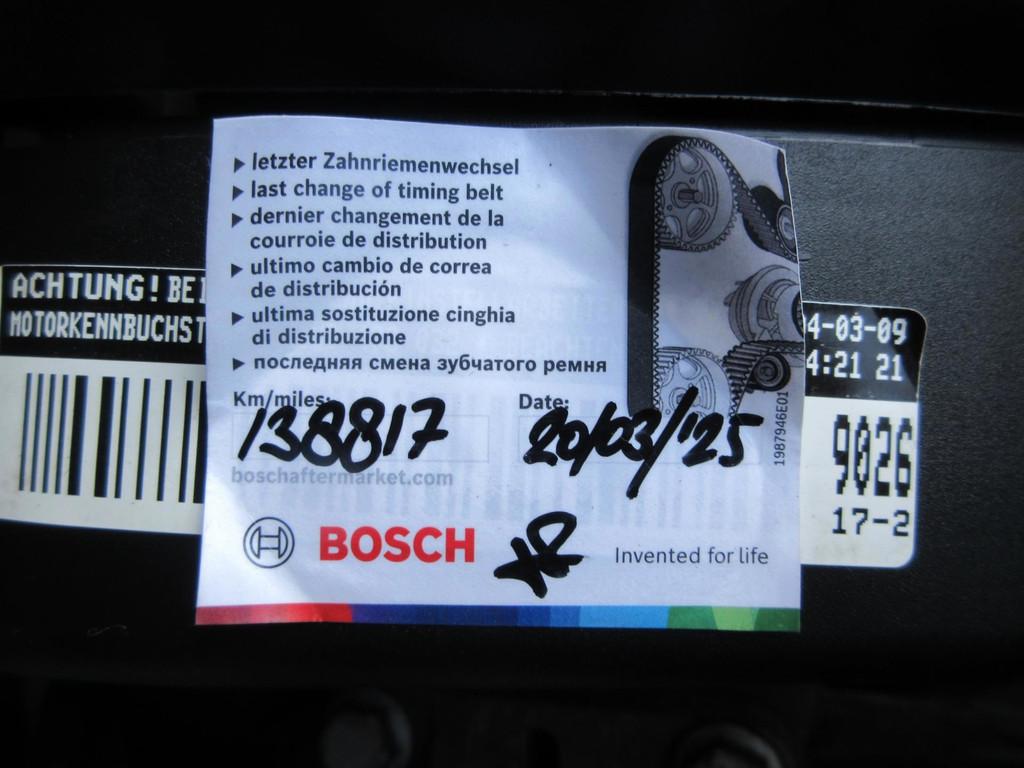 ▸ letzter Zahnriemenwechsel
▸ last change of timing belt
▸ dernier changement de la
courroie de distribution
▸ ultimo cambio de correa
de distribución
▸ ultima sostituzione cinghia
di distribuzione
▸ последняя смена зубчатого ремня
Km/miles: Date:
138817 20/03/'25
boschaftermarket.com
BOSCH
Invented for life
1987946E01
ACHTUNG! BEI
MOTORKENNBUCHST
4-03-09
4:21 21
9026
17-2